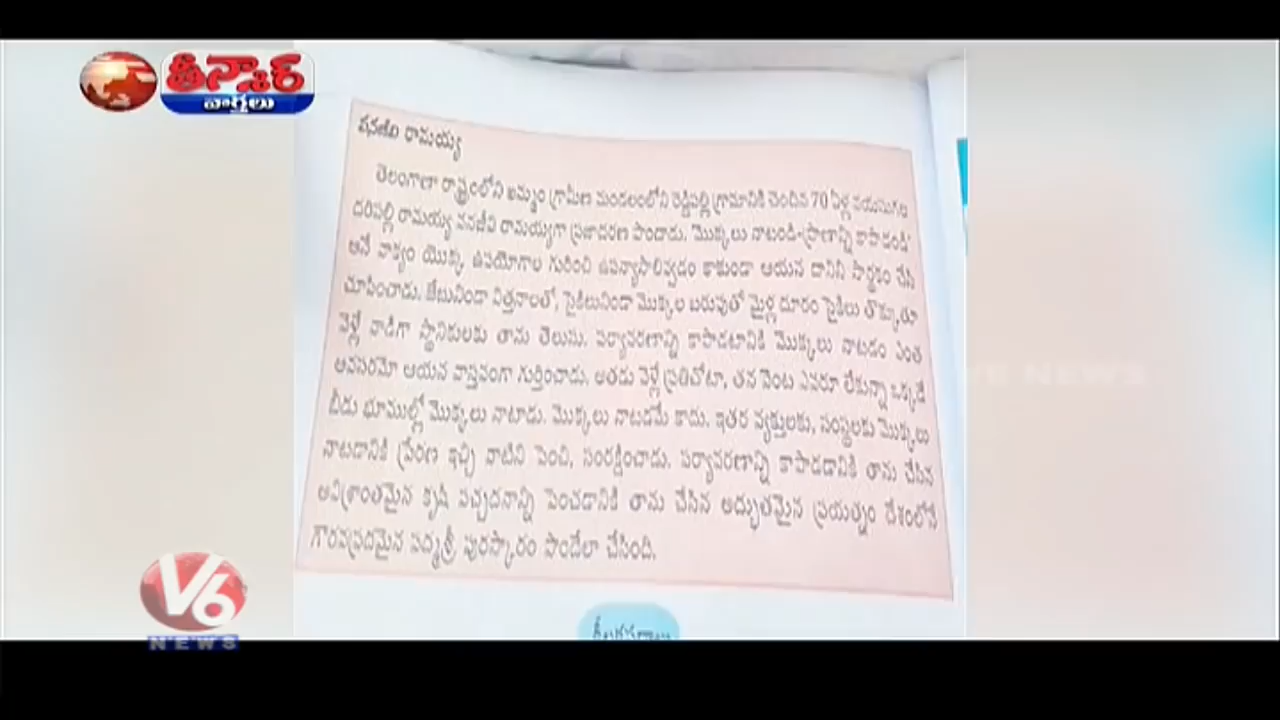 తీన్మార్
వార్తలు
వనజీవి రామయ్య
తెలంగాణా రాష్ట్రంలోని ఖమ్మం గ్రామీణ మండలంలోని రెడ్డిపల్లి గ్రామానికి చెందిన 70 ఏళ్ల వయసుగల
దరిపల్లి రామయ్య వనజీవి రామయ్యగా ప్రజాదరణ పొందాడు. 'మొక్కలు నాటండి-ప్రాణాన్ని కాపాడండి'
అనే వాక్యం యొక్క ఉపయోగాల గురించి ఉపన్యాసాలివ్వడం కాకుండా ఆయన దానిని సార్థకం చేసి
చూపించాడు. జేబునిండా విత్తనాలతో, సైకిలునిండా మొక్కల బరువుతో మైళ్ల దూరం సైకిలు తొక్కుతూ
వెళ్లే వాడిగా స్థానికులకు తాను తెలుసు. పర్యావరణాన్ని కాపాడటానికి మొక్కలు నాటడం ఎంత
అవసరమో ఆయన వాస్తవంగా గుర్తించాడు. అతడు వెళ్లే ప్రతిచోటా, తన వెంట ఎవరూ లేకున్నా ఒక్కడే
బీడు భూముల్లో మొక్కలు నాటాడు. మొక్కలు నాటడమే కాదు. ఇతర వ్యక్తులకు, సంస్థలకు మొక్కలు
నాటడానికి ప్రేరణ ఇచ్చి వాటిని పెంచి, సంరక్షించాడు. పర్యావరణాన్ని కాపాడడానికి తాను చేసిన
అవిశ్రాంతమైన కృషి పచ్చదనాన్ని పెంచడానికి తాను చేసిన అద్భుతమైన ప్రయత్నం దేశంలోనే
గౌరవప్రదమైన పద్మశ్రీ పురస్కారం పొందేలా చేసింది.
V6
NEWS